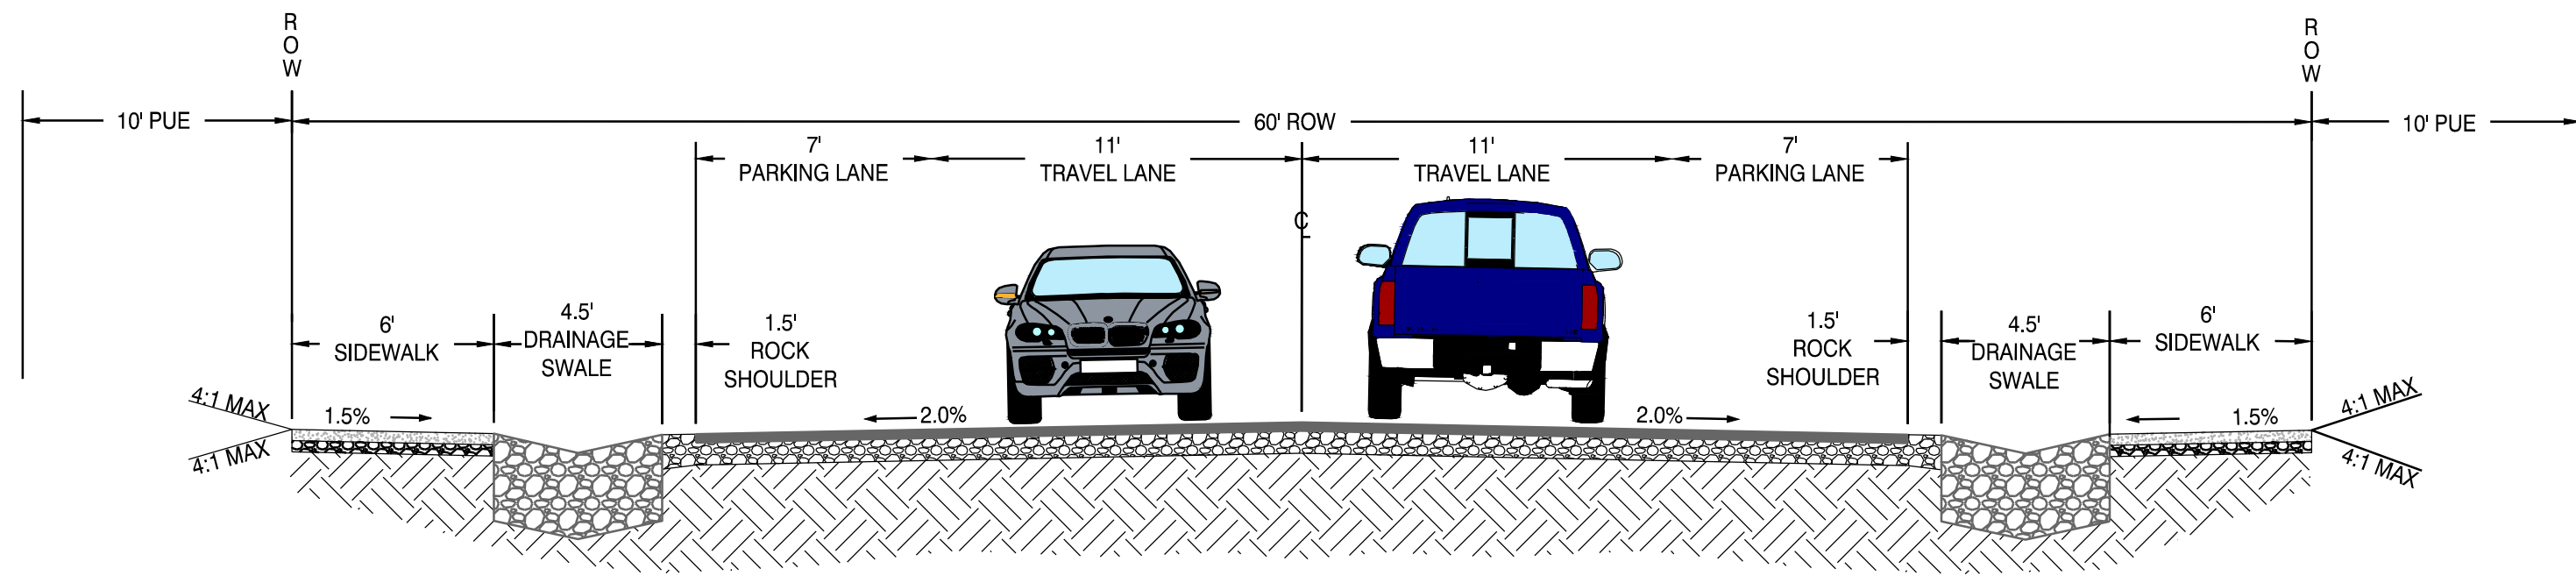 ROW
ROW
10' PUE
60' ROW
10' PUE
7'
PARKING LANE
11'
TRAVEL LANE
11'
TRAVEL LANE
7'
PARKING LANE
CL
6'
SIDEWALK
4.5'
DRAINAGE
SWALE
1.5'
ROCK
SHOULDER
1.5'
ROCK
SHOULDER
4.5'
DRAINAGE
SWALE
6'
SIDEWALK
4:1 MAX
4:1 MAX
1.5%
2.0%
2.0%
1.5%
4:1 MAX
4:1 MAX